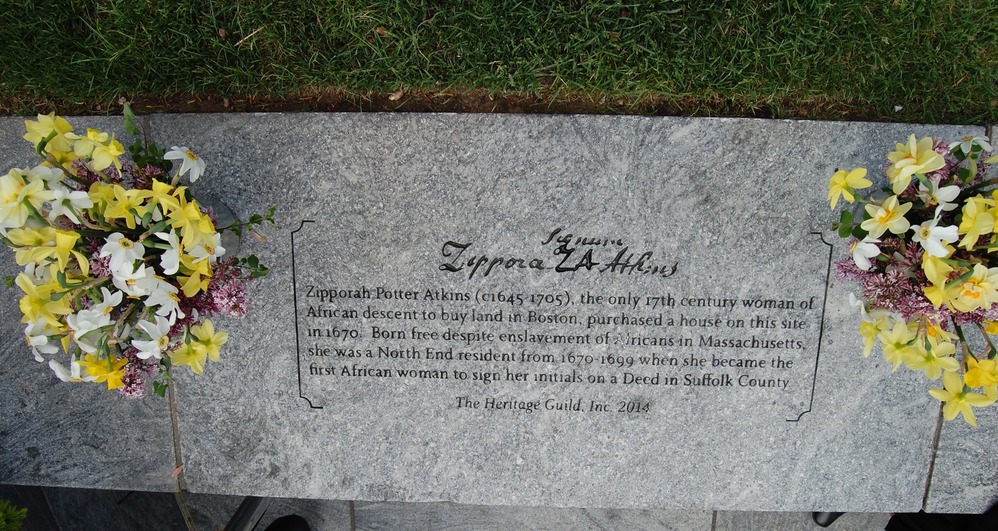 Signum
Zippora ZA Atkins
Zipporah Potter Atkins (c1645-1705), the only 17th century woman of
African descent to buy land in Boston, purchased a house on this site
in 1670. Born free despite enslavement of Africans in Massachusetts,
she was a North End resident from 1670-1699 when she became the
first African woman to sign her initials on a Deed in Suffolk County
The Heritage Guild, Inc. 2014